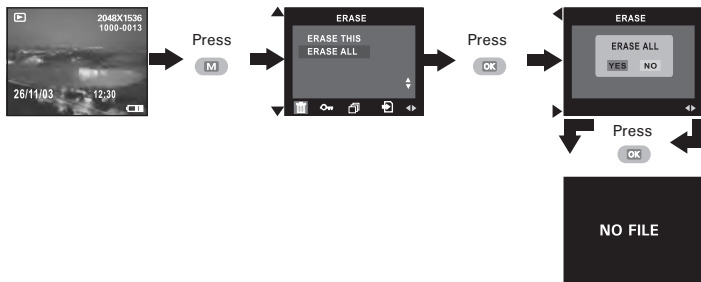 2048X1536
1000-0013
26/11/03 12:30
Press
M
ERASE
ERASE THIS
ERASE ALL
Press
OK
ERASE
ERASE ALL
YES NO
Press
OK
NO FILE